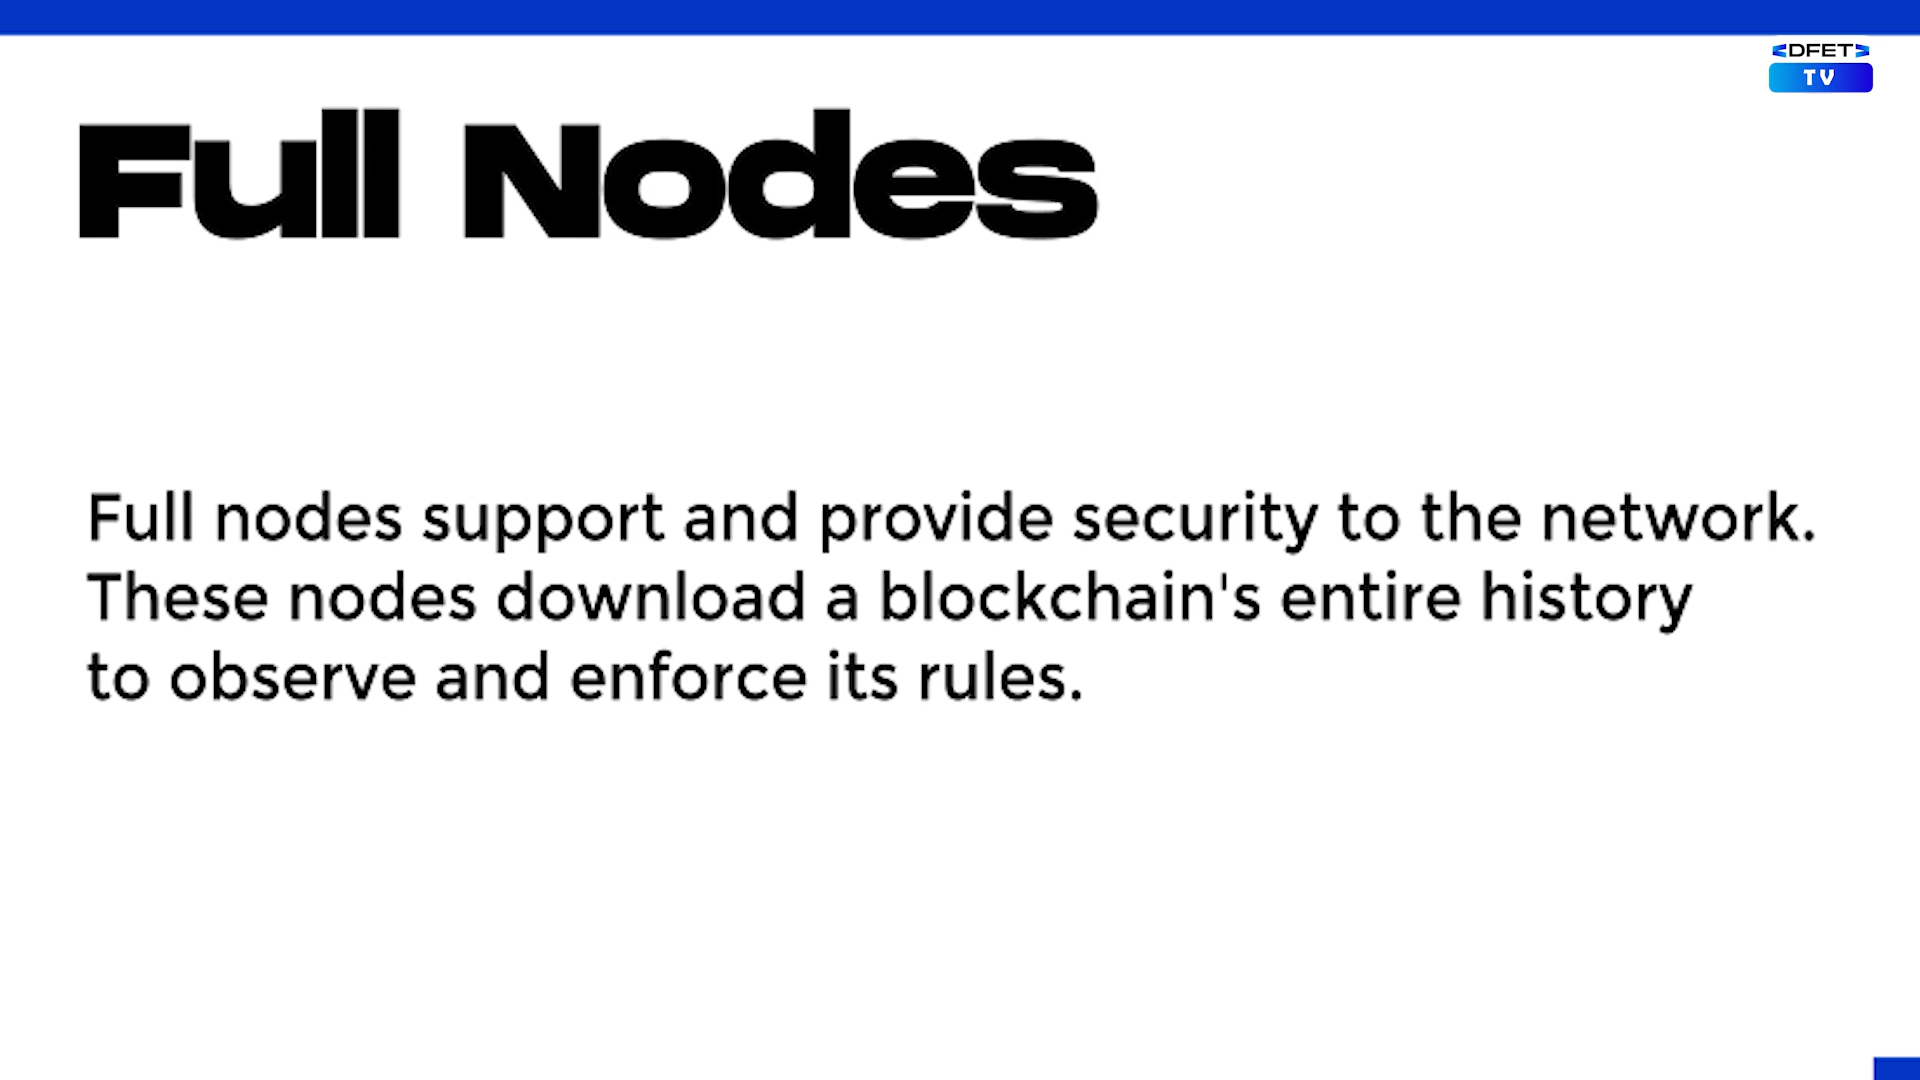 <DFET>
TV
Full Nodes
Full nodes support and provide security to the network.
These nodes download a blockchain's entire history
to observe and enforce its rules.